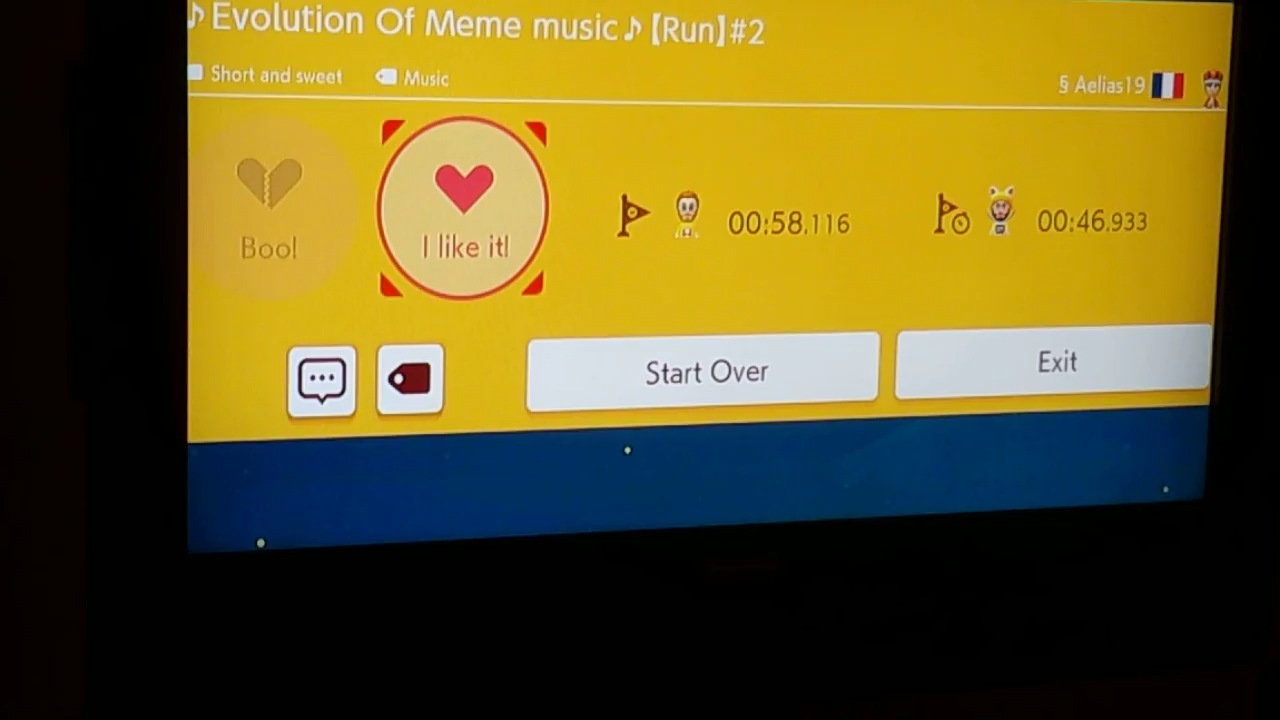 ♪ Evolution Of Meme music ♪【Run】#2
Short and sweet Music § Aelias19
Boo! I like it! 00:58.116 00:46.933
Start Over Exit